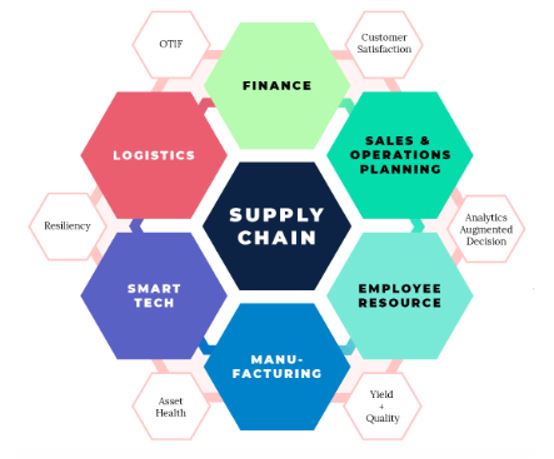 OTIF
Customer
Satisfaction
FINANCE
LOGISTICS
SALES &
OPERATIONS
PLANNING
SUPPLY
CHAIN
Resiliency
Analytics
Augmented
Decision
SMART
TECH
EMPLOYEE
RESOURCE
MANU-
FACTURING
Asset
Health
Yield
+
Quality